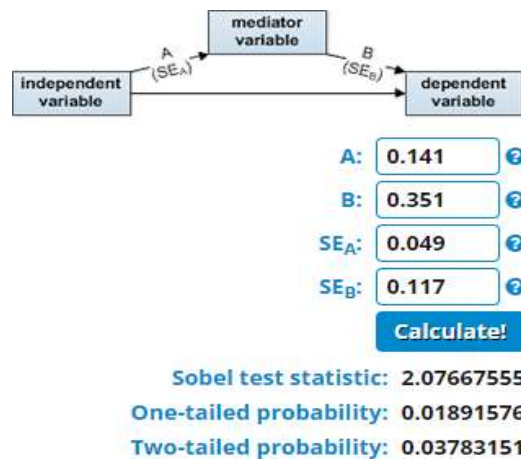 mediator
variable
A
(SEA)
B
(SEB)
independent
variable
dependent
variable
A: 0.141 ?
B: 0.351 ?
SEA: 0.049 ?
SEB: 0.117 ?
Calculate!
Sobel test statistic: 2.07667555
One-tailed probability: 0.01891576
Two-tailed probability: 0.03783151